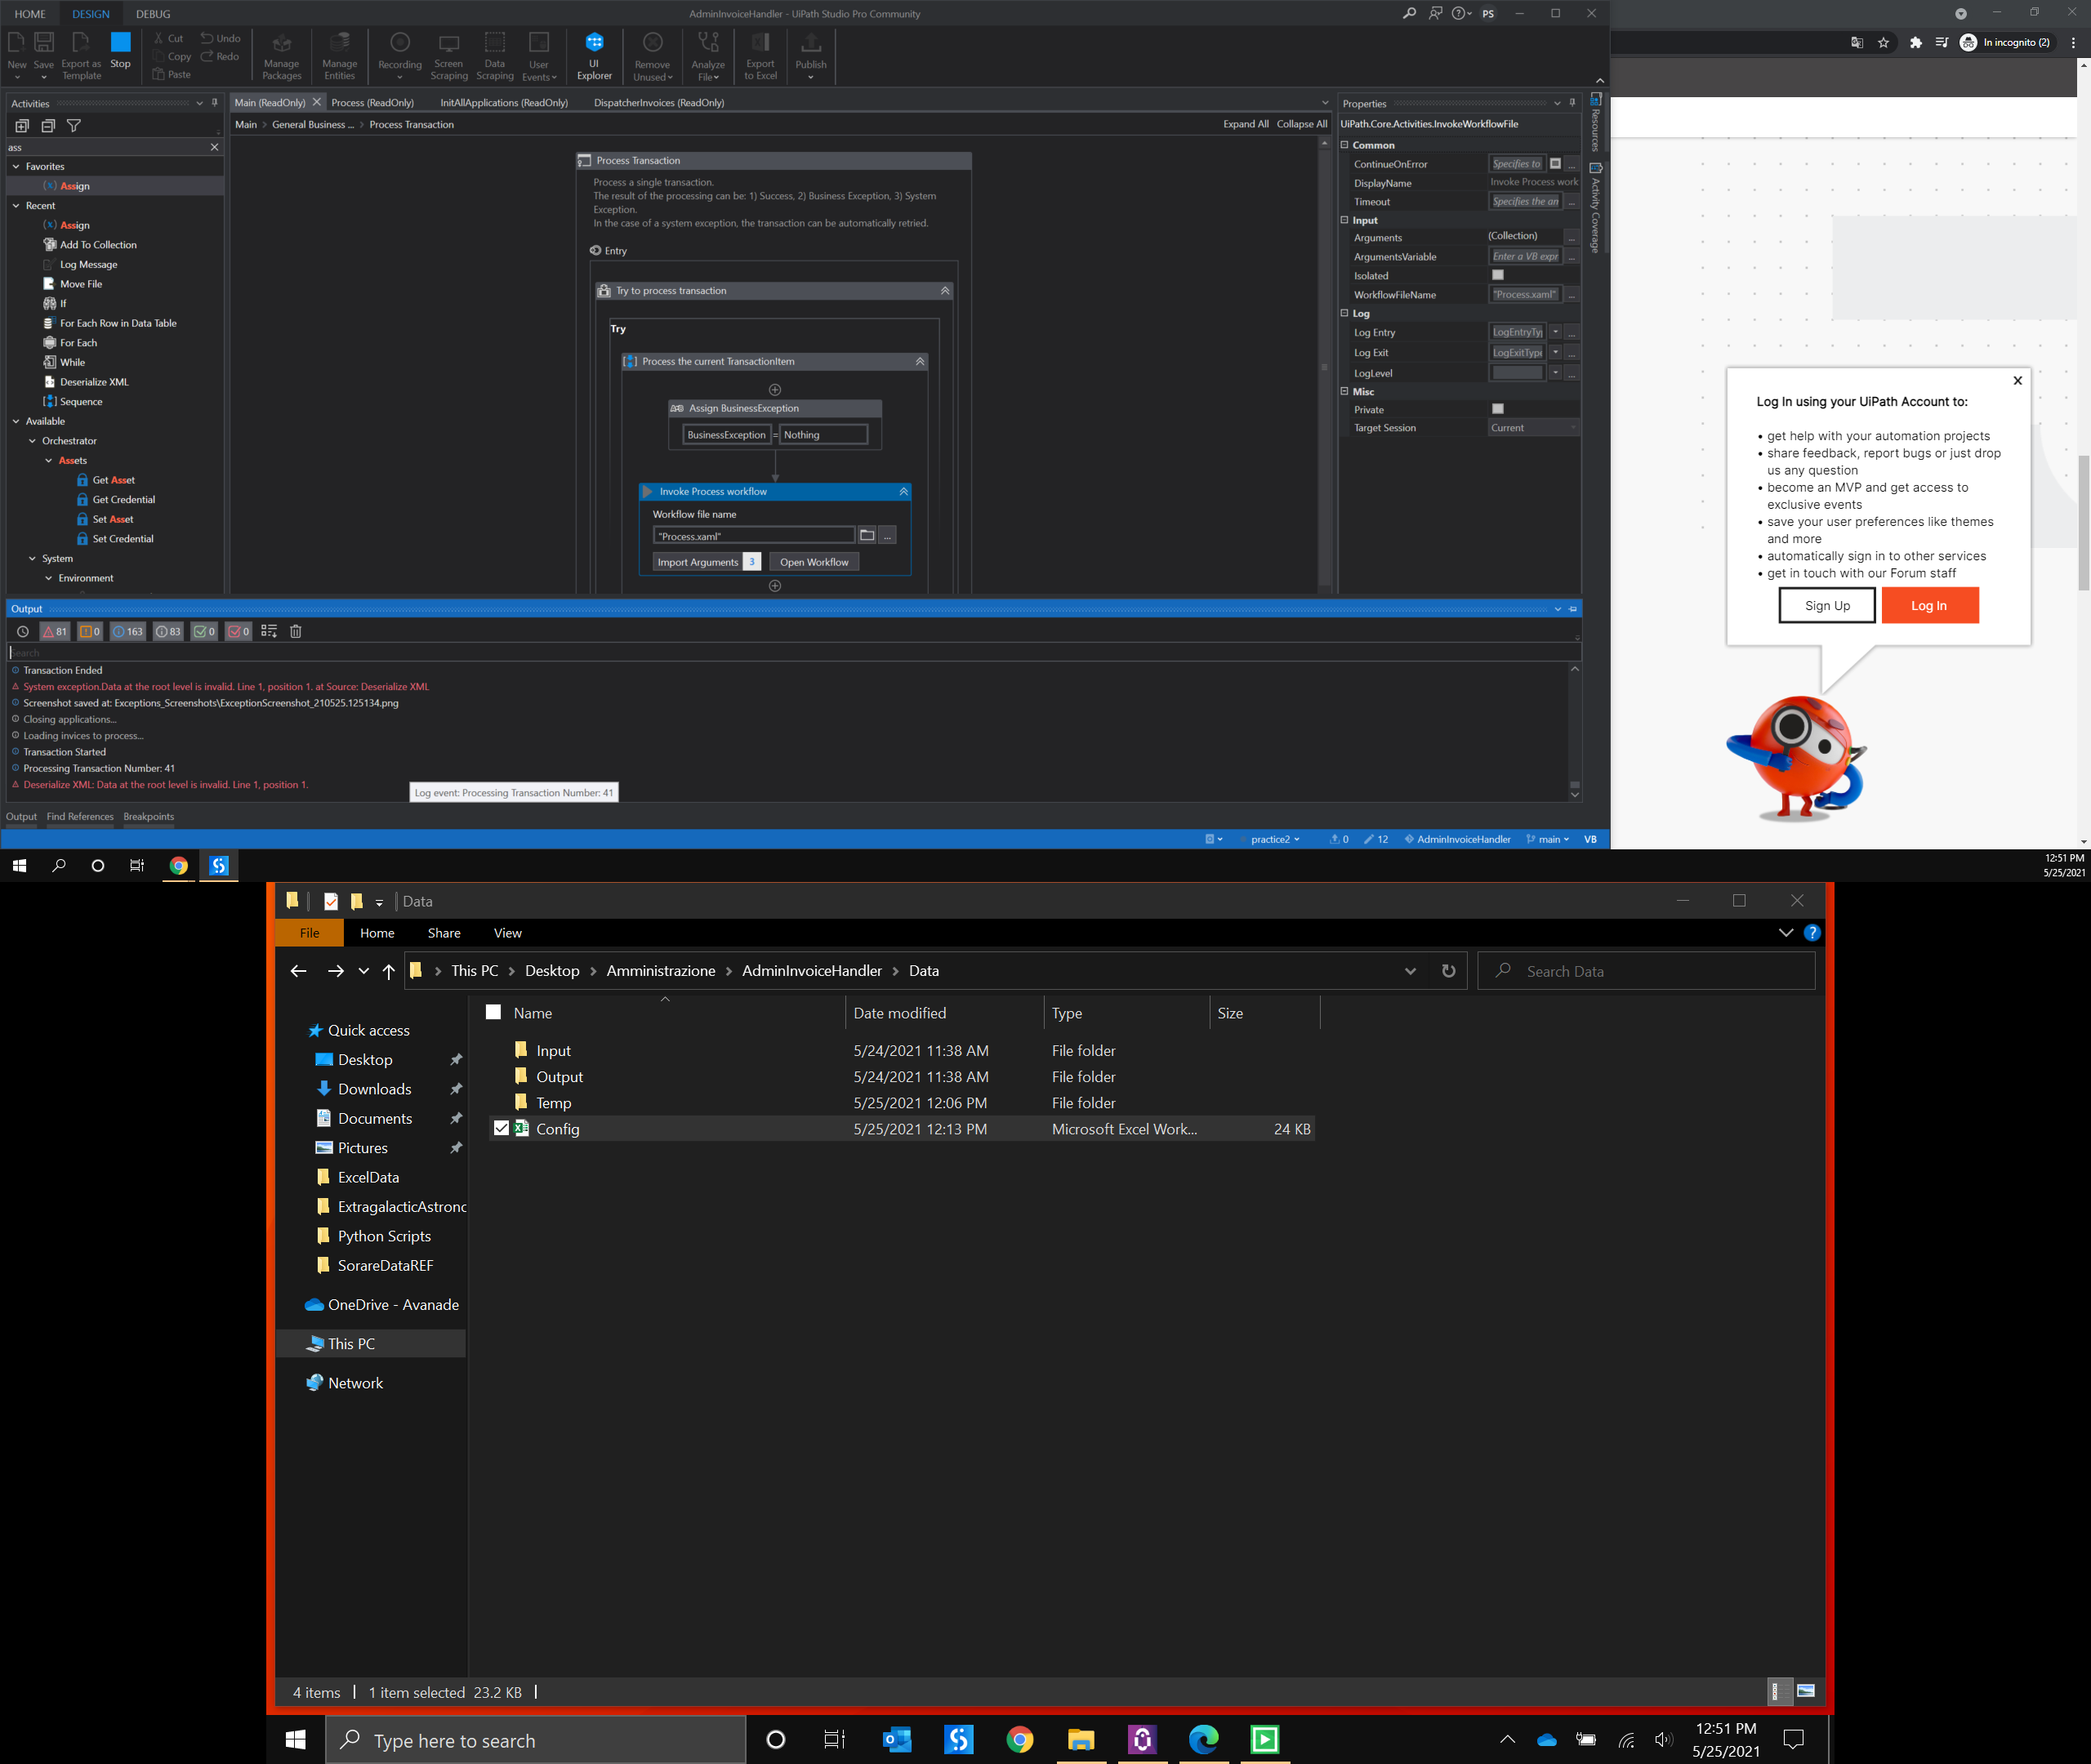 HOME DESIGN DEBUG
AdminInvoiceHandler - UiPath Studio Pro Community
PS
In incognito (2)
New Save Export as Template Stop
Cut Copy Paste Undo Redo
Manage Packages
Manage Entities
Recording
Screen Scraping
Data Scraping
User Events
UI Explorer
Remove Unused
Analyze File
Export to Excel
Publish
Activities
ass
Favorites
Assign
Recent
Assign
Add To Collection
Log Message
Move File
If
For Each Row in Data Table
For Each
While
Deserialize XML
Sequence
Available
Orchestrator
Assets
Get Asset
Get Credential
Set Asset
Set Credential
System
Environment
Main (ReadOnly) Process (ReadOnly) InitAllApplications (ReadOnly) DispatcherInvoices (ReadOnly)
Main > General Business ... > Process Transaction
Expand All Collapse All
Process Transaction
Process a single transaction.
The result of the processing can be: 1) Success, 2) Business Exception, 3) System
Exception.
In the case of a system exception, the transaction can be automatically retried.
Entry
Try to process transaction
Try
Process the current TransactionItem
Assign BusinessException
BusinessException = Nothing
Invoke Process workflow
Workflow file name
"Process.xaml"
...
Import Arguments 3 Open Workflow
Properties
UiPath.Core.Activities.InvokeWorkflowFile
Common
ContinueOnError Specifies to ...
DisplayName Invoke Process work
Timeout Specifies the an ...
Input
Arguments (Collection) ...
ArgumentsVariable Enter a VB expr ...
Isolated
WorkflowFileName "Process.xaml" ...
Log
Log Entry LogEntryTy ...
Log Exit LogExitType ...
LogLevel ...
Misc
Private
Target Session Current
Resources
Activity Coverage
Output
81 0 163 83 0 0
Search
Transaction Ended
System exception.Data at the root level is invalid. Line 1, position 1. at Source: Deserialize XML
Screenshot saved at: Exceptions_Screenshots\ExceptionScreenshot_210525.125134.png
Closing applications...
Loading invices to process...
Transaction Started
Processing Transaction Number: 41
Deserialize XML: Data at the root level is invalid. Line 1, position 1.
Log event: Processing Transaction Number: 41
Output Find References Breakpoints
practice2 0 12 AdminInvoiceHandler main VB
x
Log In using your UiPath Account to:
• get help with your automation projects
• share feedback, report bugs or just drop
us any question
• become an MVP and get access to
exclusive events
• save your user preferences like themes
and more
• automatically sign in to other services
• get in touch with our Forum staff
Sign Up Log In
12:51 PM
5/25/2021
Data
File Home Share View
This PC > Desktop > Amministrazione > AdminInvoiceHandler > Data
Search Data
Name Date modified Type Size
Input 5/24/2021 11:38 AM File folder
Output 5/24/2021 11:38 AM File folder
Temp 5/25/2021 12:06 PM File folder
Config 5/25/2021 12:13 PM Microsoft Excel Work... 24 KB
Quick access
Desktop
Downloads
Documents
Pictures
ExcelData
ExtragalacticAstronc
Python Scripts
SorareDataREF
OneDrive - Avanade
This PC
Network
4 items 1 item selected 23.2 KB
Type here to search
12:51 PM
5/25/2021